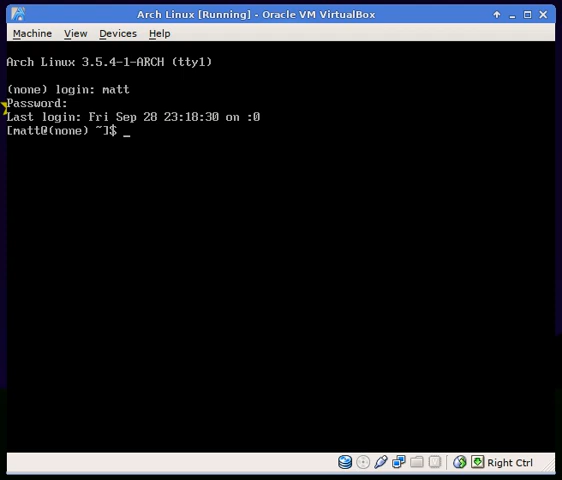 Arch Linux [Running] - Oracle VM VirtualBox
Machine View Devices Help
Arch Linux 3.5.4-1-ARCH (tty1)
(none) login: matt
Password:
Last login: Fri Sep 28 23:18:30 on :0
[matt@(none) ~]$ _
Right Ctrl